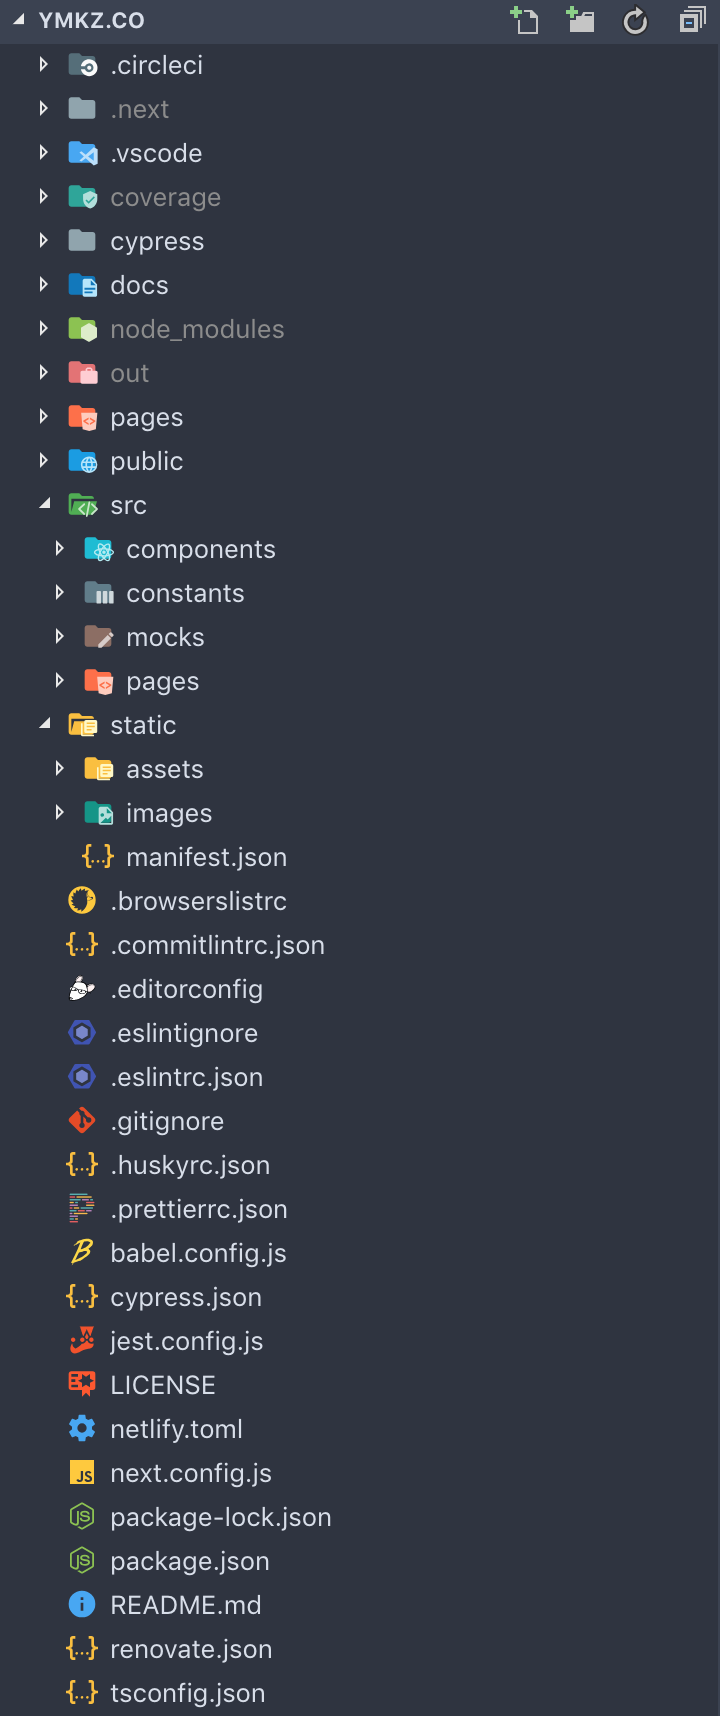 YMKZ.CO
.circleci
.next
.vscode
coverage
cypress
docs
node_modules
out
pages
public
src
components
constants
mocks
pages
static
assets
images
manifest.json
.browserslistrc
.commitlintrc.json
.editorconfig
.eslintignore
.eslintrc.json
.gitignore
.huskyrc.json
.prettierrc.json
babel.config.js
cypress.json
jest.config.js
LICENSE
netlify.toml
next.config.js
package-lock.json
package.json
README.md
renovate.json
tsconfig.json